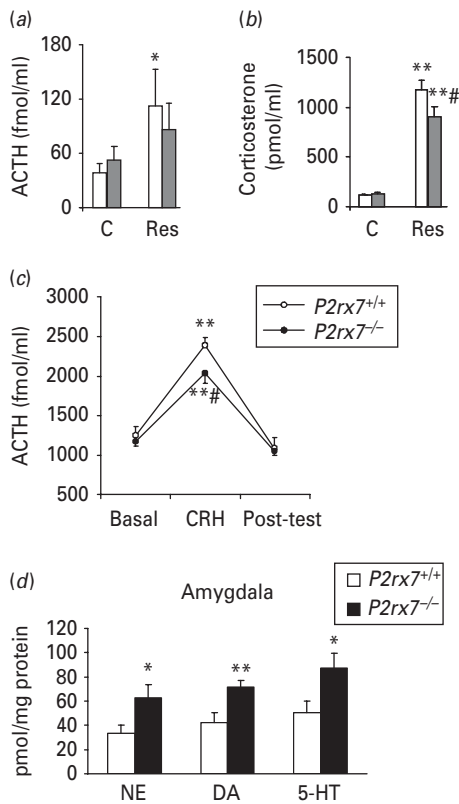 (a)
ACTH (fmol/ml)
180
120
60
0
*
C Res
(b)
Corticosterone
(pmol/ml)
1500
1000
500
0
**
**#
C Res
(c)
ACTH (fmol/ml)
3000
2500
2000
1500
1000
500
**
**#
P2rx7+/+
P2rx7−/−
Basal CRH Post-test
(d)
Amygdala
P2rx7+/+
P2rx7−/−
pmol/mg protein
120
100
80
60
40
20
0
* ** *
NE DA 5-HT